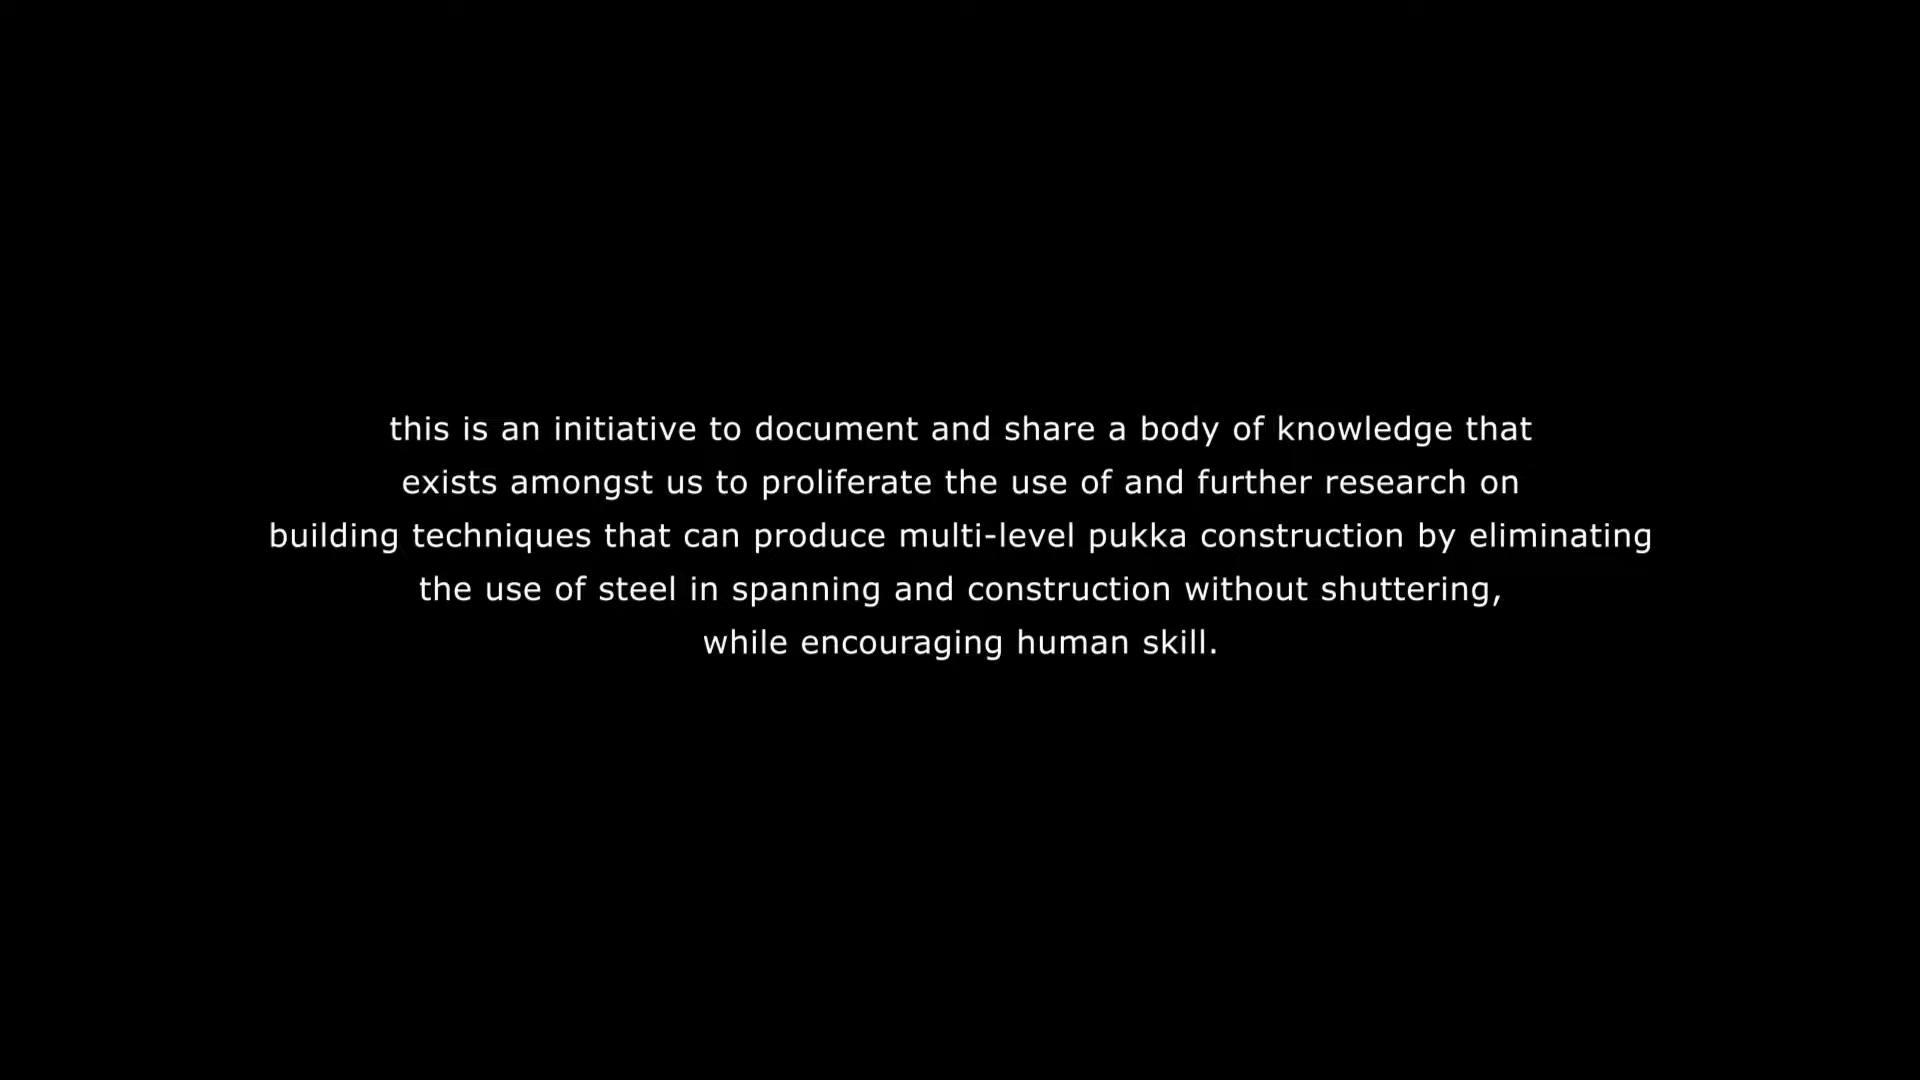 this is an initiative to document and share a body of knowledge that
exists amongst us to proliferate the use of and further research on
building techniques that can produce multi-level pukka construction by eliminating
the use of steel in spanning and construction without shuttering,
while encouraging human skill.